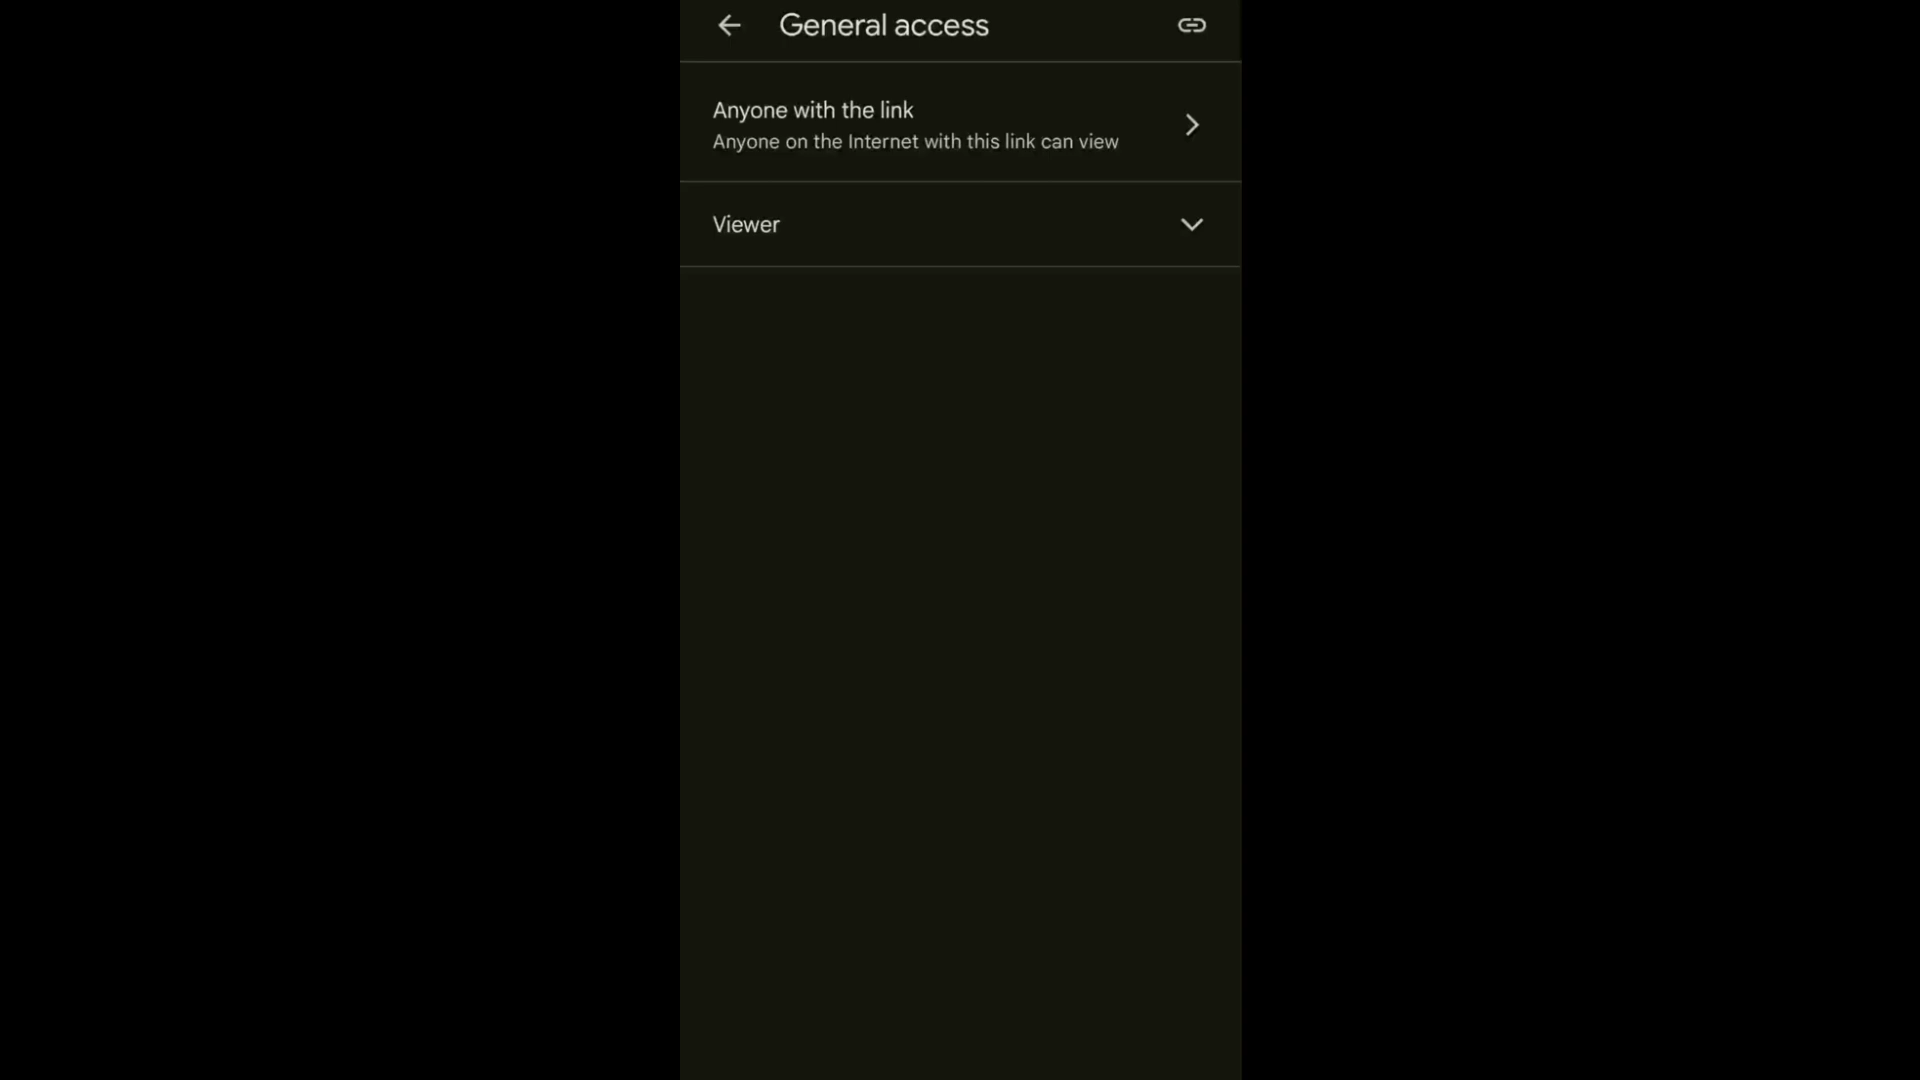 General access
Anyone with the link
Anyone on the Internet with this link can view
Viewer